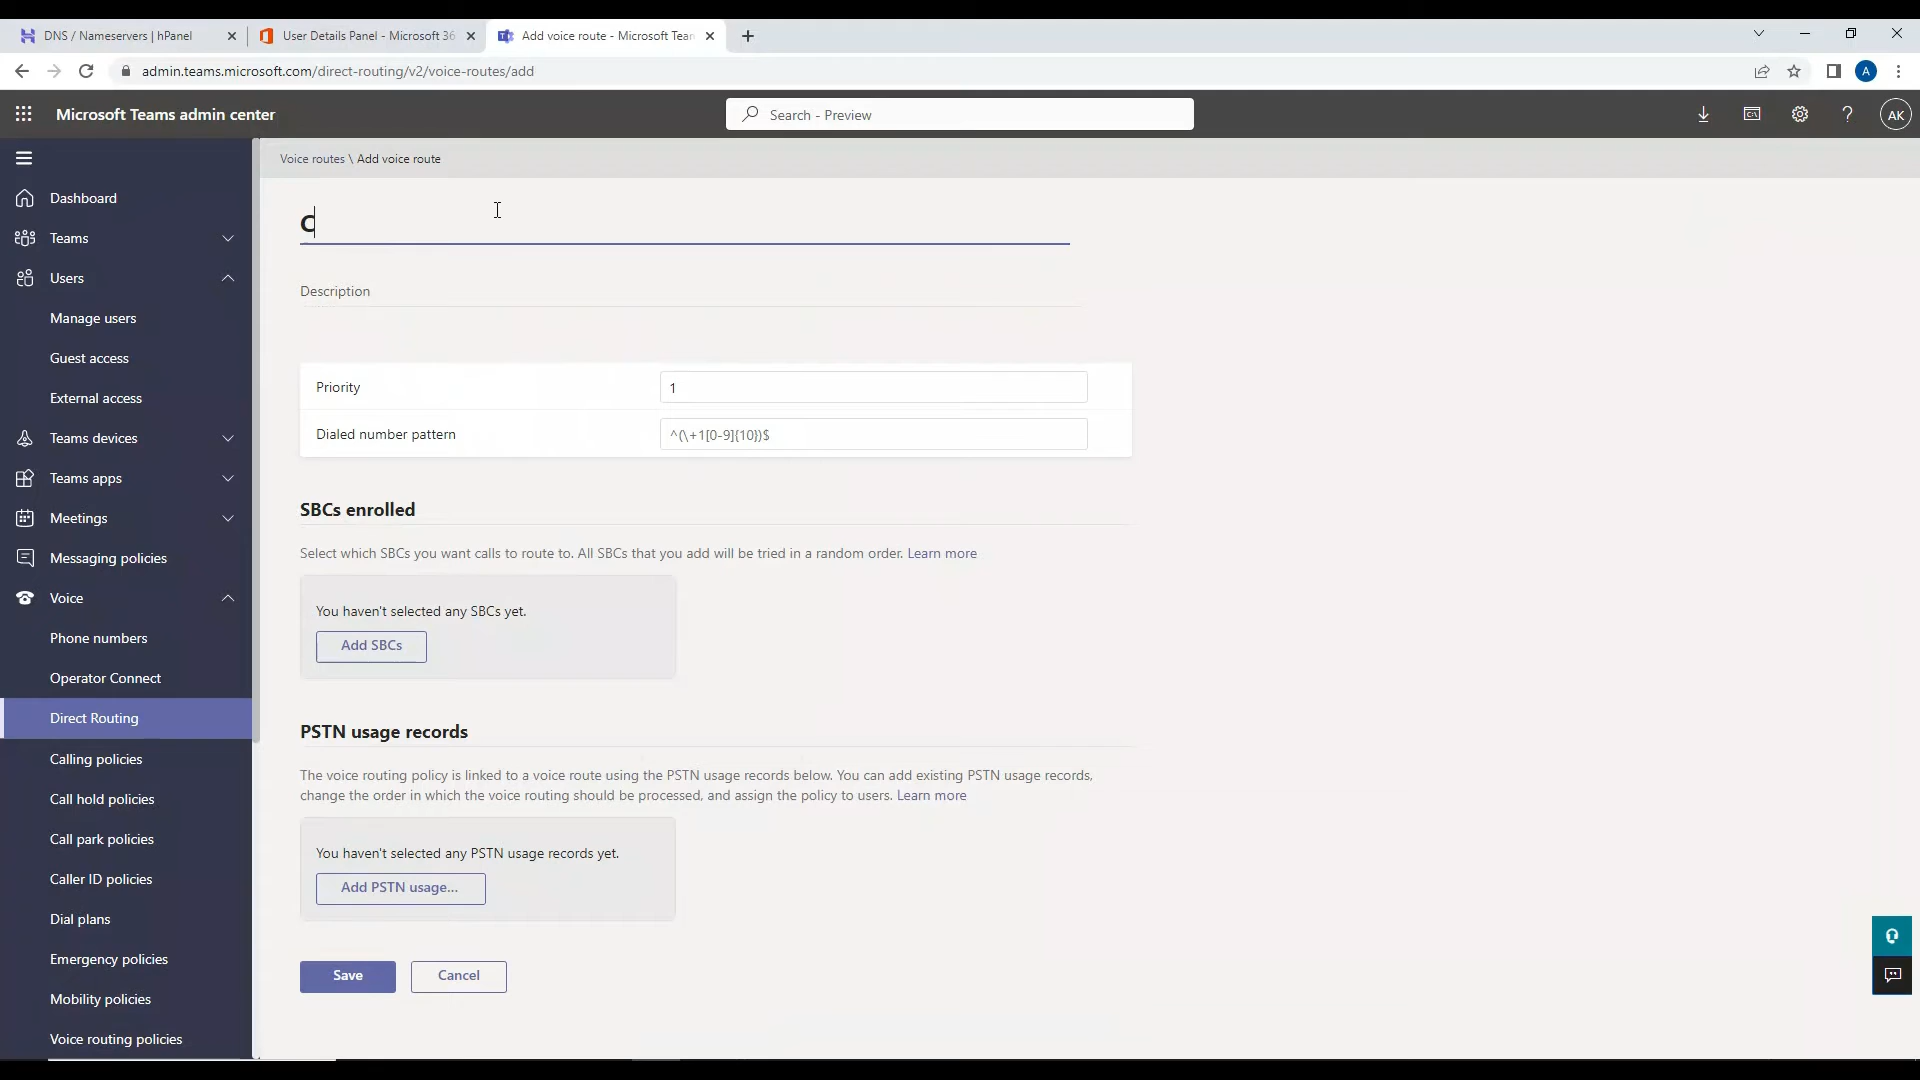 DNS / Nameservers | hPanel
User Details Panel - Microsoft 36
Add voice route - Microsoft Tean
admin.teams.microsoft.com/direct-routing/v2/voice-routes/add
A
Microsoft Teams admin center
Search - Preview
AK
Voice routes \ Add voice route
Dashboard
Teams
Users
Manage users
Guest access
External access
Teams devices
Teams apps
Meetings
Messaging policies
Voice
Phone numbers
Operator Connect
Direct Routing
Calling policies
Call hold policies
Call park policies
Caller ID policies
Dial plans
Emergency policies
Mobility policies
Voice routing policies
C
Description
Priority
1
Dialed number pattern
^(\+1[0-9]{10})$
SBCs enrolled
Select which SBCs you want calls to route to. All SBCs that you add will be tried in a random order. Learn more
You haven't selected any SBCs yet.
Add SBCs
PSTN usage records
The voice routing policy is linked to a voice route using the PSTN usage records below. You can add existing PSTN usage records,
change the order in which the voice routing should be processed, and assign the policy to users. Learn more
You haven't selected any PSTN usage records yet.
Add PSTN usage...
Save
Cancel